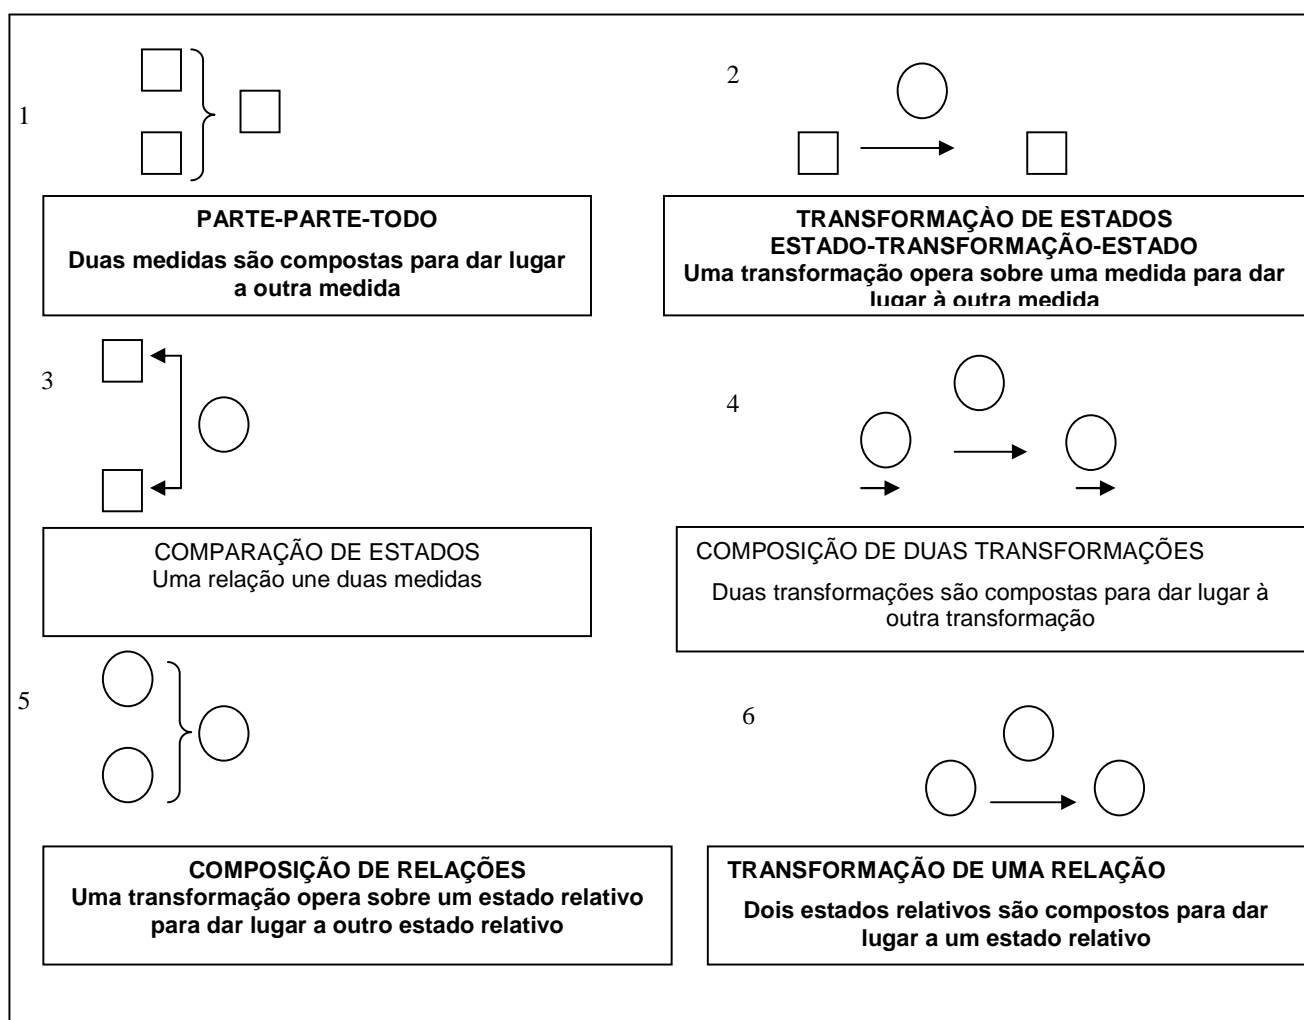 1
PARTE-PARTE-TODO
Duas medidas são compostas para dar lugar
a outra medida
2
TRANSFORMAÇÀO DE ESTADOS
ESTADO-TRANSFORMAÇÃO-ESTADO
Uma transformação opera sobre uma medida para dar
lugar à outra medida
3
COMPARAÇÃO DE ESTADOS
Uma relação une duas medidas
4
COMPOSIÇÃO DE DUAS TRANSFORMAÇÕES
Duas transformações são compostas para dar lugar à
outra transformação
5
COMPOSIÇÃO DE RELAÇÕES
Uma transformação opera sobre um estado relativo
para dar lugar a outro estado relativo
6
TRANSFORMAÇÃO DE UMA RELAÇÃO
Dois estados relativos são compostos para dar
lugar a um estado relativo